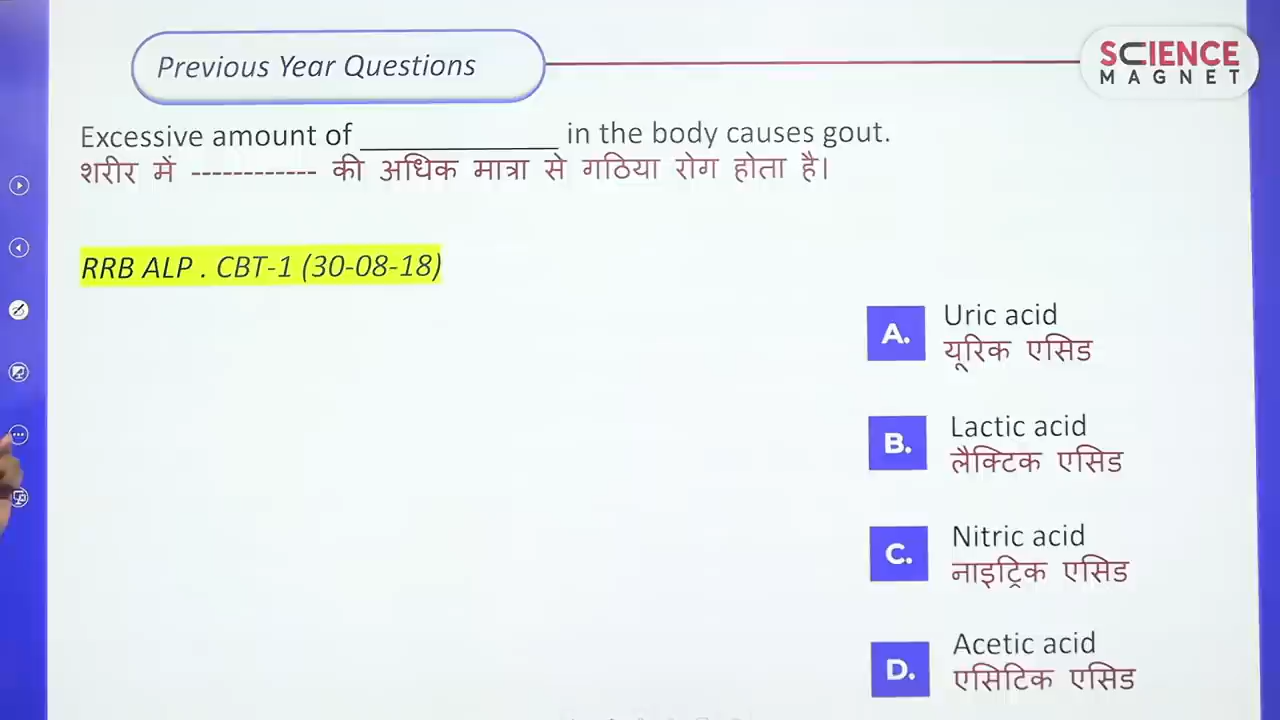 Previous Year Questions
SCIENCE
MAGNET
Excessive amount of _____________ in the body causes gout.
शरीर में ------------ की अधिक मात्रा से गठिया रोग होता है।
RRB ALP . CBT-1 (30-08-18)
A.
Uric acid
यूरिक एसिड
B.
Lactic acid
लैक्टिक एसिड
C.
Nitric acid
नाइट्रिक एसिड
D.
Acetic acid
एसिटिक एसिड